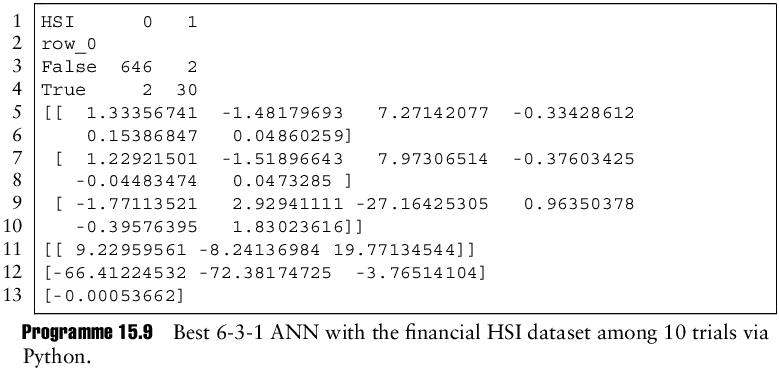 1 HSI 0 1
2 row_0
3 False 646 2
4 True 2 30
5 [[ 1.33356741 -1.48179693 7.27142077 -0.33428612
6 0.15386847 0.04860259]
7 [ 1.22921501 -1.51896643 7.97306514 -0.37603425
8 -0.04483474 0.0473285 ]
9 [ -1.77113521 2.92941111 -27.16425305 0.96350378
10 -0.39576395 1.83023616]]
11 [[ 9.22959561 -8.24136984 19.77134544]]
12 [-66.41224532 -72.38174725 -3.76514104]
13 [-0.00053662]
Programme 15.9 Best 6-3-1 ANN with the financial HSI dataset among 10 trials via
Python.